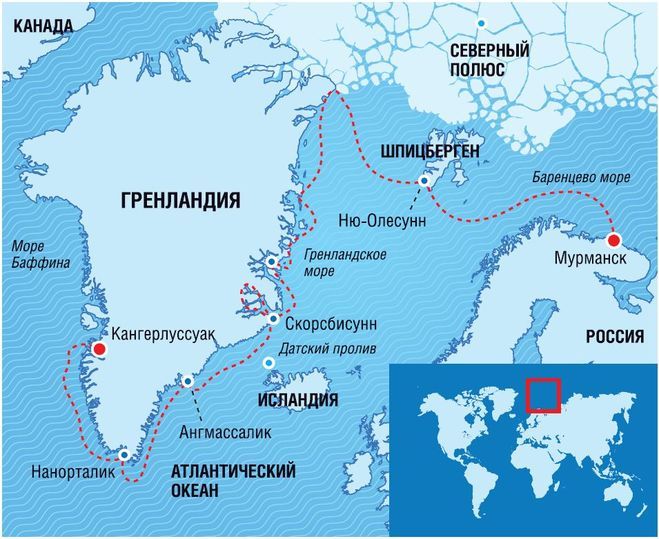 КАНАДА
СЕВЕРНЫЙ
ПОЛЮС
ШПИЦБЕРГЕН
Баренцево море
ГРЕНЛАНДИЯ
Ню-Олесунн
Море
Баффина
Гренландское
море
Мурманск
Скорсбисунн
Кангерлуссуак
РОССИЯ
Датский пролив
ИСЛАНДИЯ
Ангмассалик
Нанорталик
АТЛАНТИЧЕСКИЙ
ОКЕАН